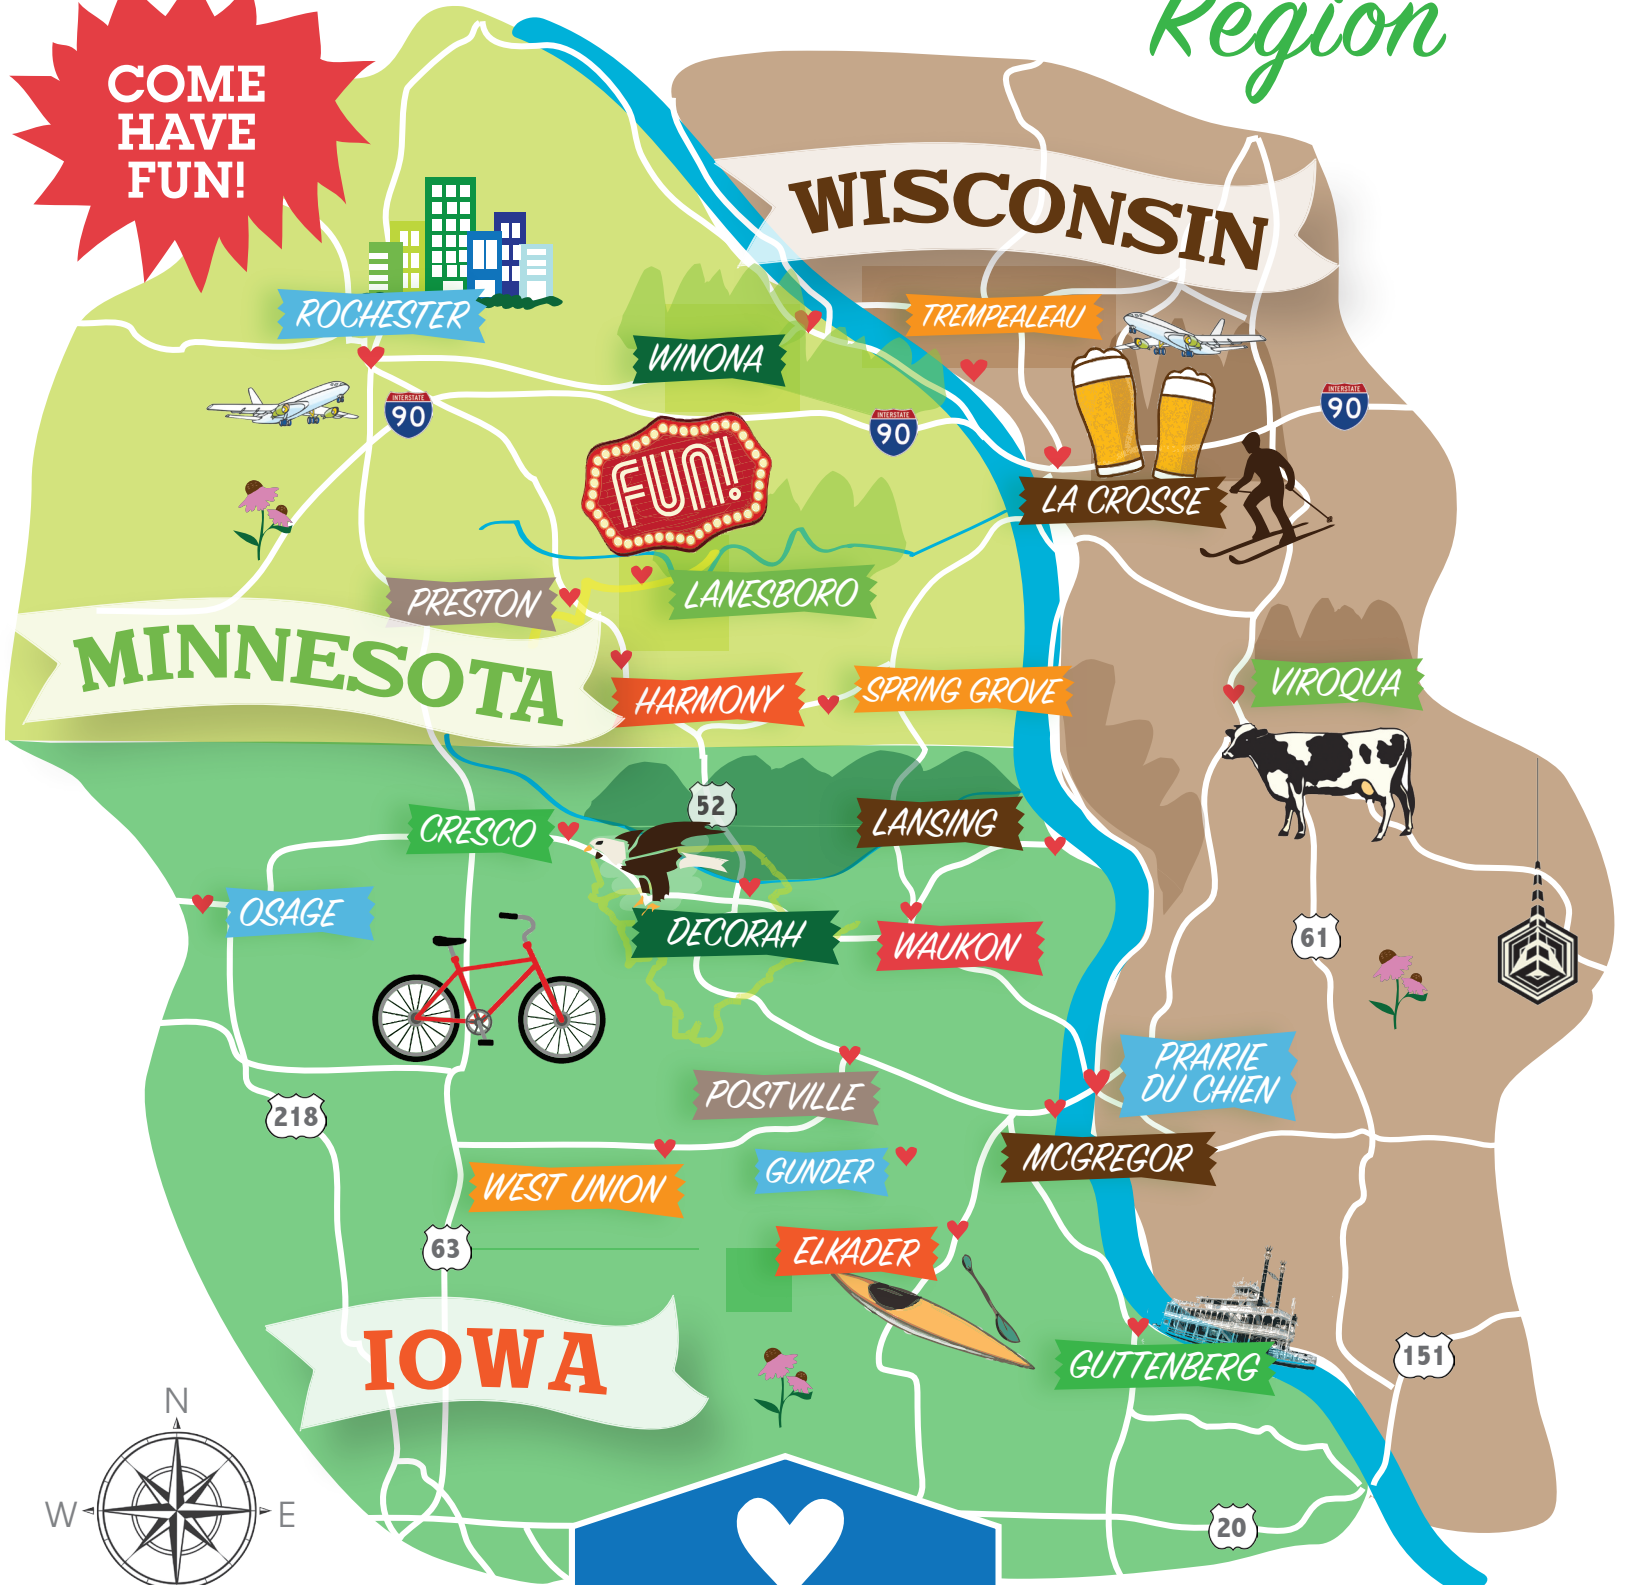 Region
COME
HAVE
FUN!
WISCONSIN
ROCHESTER
TREMPEALEAU
WINONA
INTERSTATE
90
INTERSTATE
90
INTERSTATE
90
FUN!
LA CROSSE
PRESTON
LANESBORO
MINNESOTA
HARMONY
SPRING GROVE
VIROQUA
52
CRESCO
LANSING
OSAGE
DECORAH
WAUKON
61
PRAIRIE
DU CHIEN
POSTVILLE
218
MCGREGOR
WEST UNION
GUNDER
63
ELKADER
IOWA
GUTTENBERG
151
N
W
E
20